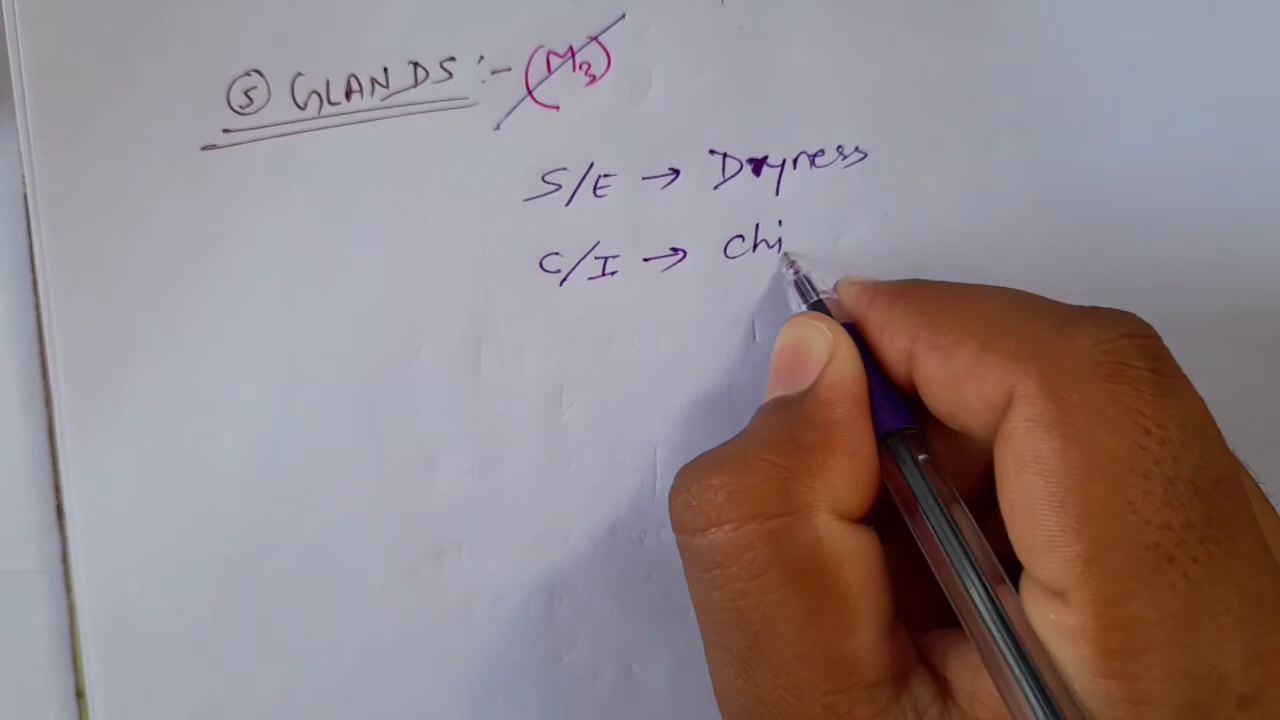 ⑤ GLANDS :- (M3)
S/E → Dryness
C/I → Chi